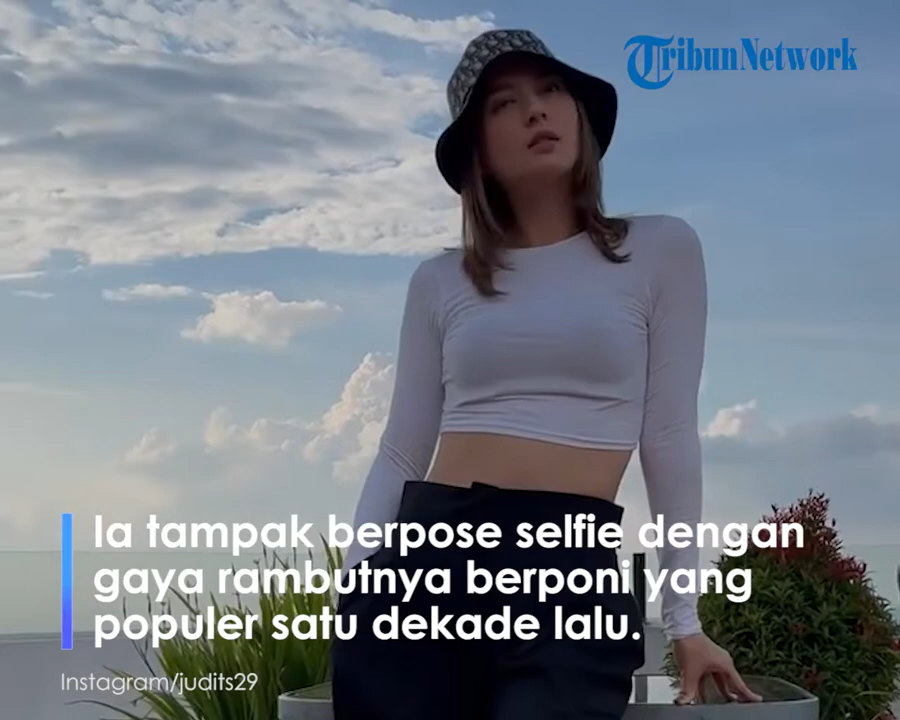 TribunNetwork
Ia tampak berpose selfie dengan
gaya rambutnya berponi yang
populer satu dekade lalu.
Instagram/judits29